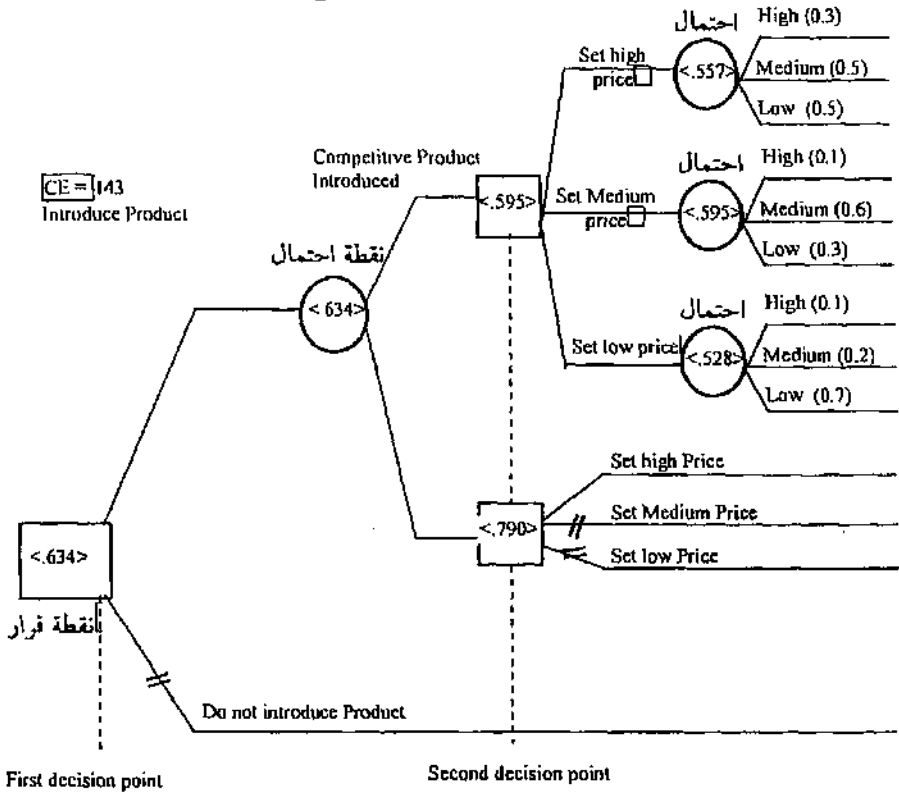 احتمال
High (0.3)
Set high
price
<.557>
Medium (0.5)
Low (0.5)
Competitive Product
Introduced
احتمال
High (0.1)
CE = 143
Introduce Product
<.595>
Set Medium
price
<.595>
Medium (0.6)
Low (0.3)
نقطة احتمال
<.634>
احتمال
High (0.1)
Set low price
<.528>
Medium (0.2)
Low (0.7)
Set high Price
<.790>
Set Medium Price
Set low Price
<.634>
نقطة قرار
Do not introduce Product
First decision point
Second decision point